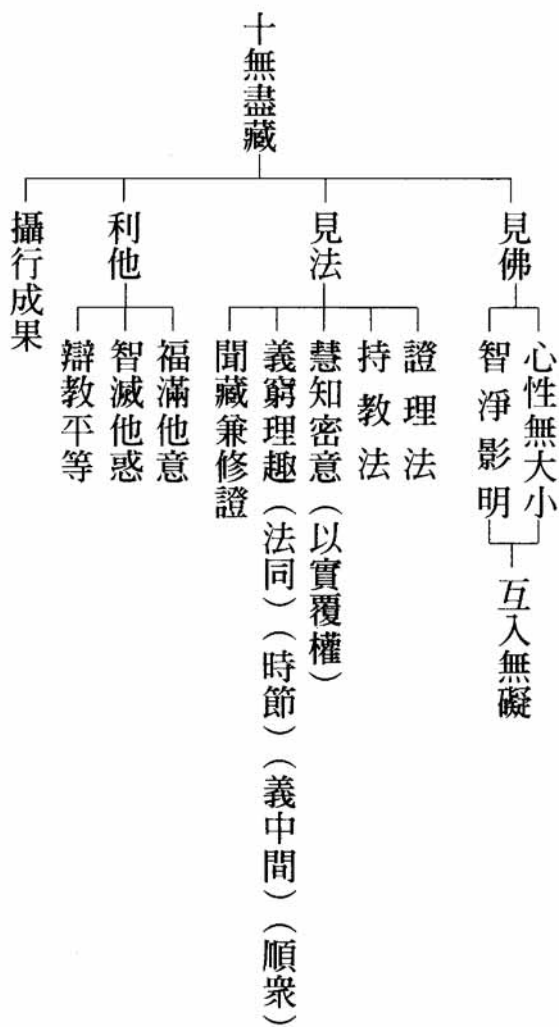 十無盡藏
見佛
心性無大小
智淨影明
互入無礙
見法
證理法
持教法
慧知密意（以實覆權）
義窮理趣（法同）（時節）（義中間）（順衆）
聞藏兼修證
利他
福滿他意
智滅他惑
辯教平等
攝行成果